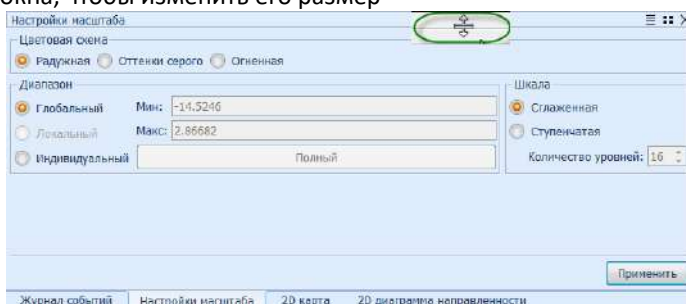 окна, чтобы изменить его размер
Настройки масштаба
Цветовая схема
Радужная Оттенки серого Огненная
Диапазон
Шкала
Глобальный Мин: -14.5246
Сглаженная
Локальный Макс: 2.86682
Ступенчатая
Индивидуальный Полный
Количество уровней: 16
Применить
Журнал событий Настройки масштаба 2D карта 2D диаграмма направленности